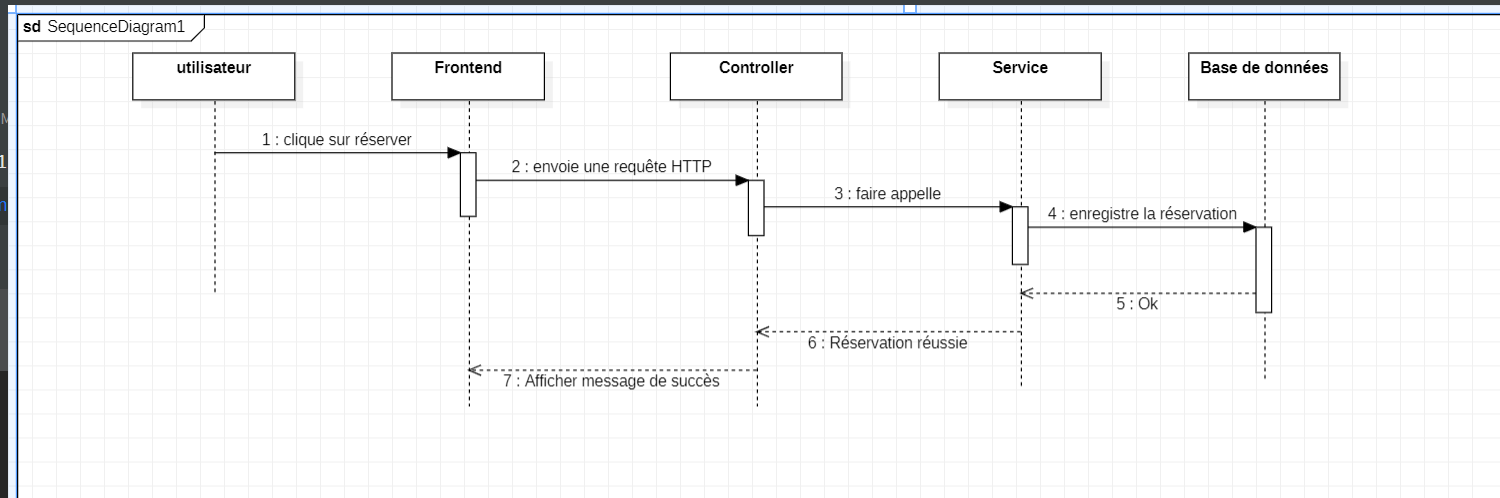 sd SequenceDiagram1
utilisateur
Frontend
Controller
Service
Base de données
1 : clique sur réserver
2 : envoie une requête HTTP
3 : faire appelle
4 : enregistre la réservation
5 : Ok
6 : Réservation réussie
7 : Afficher message de succès